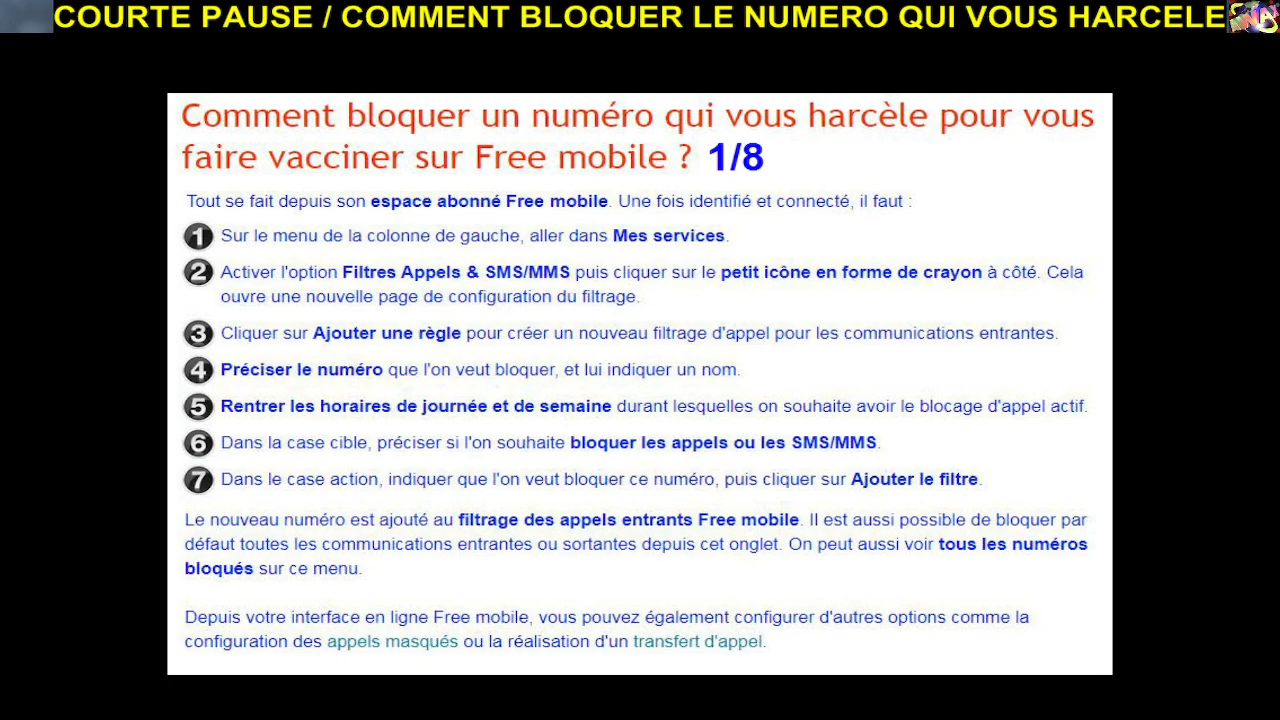 COURTE PAUSE / COMMENT BLOQUER LE NUMERO QUI VOUS HARCELE
Comment bloquer un numéro qui vous harcèle pour vous
faire vacciner sur Free mobile ? 1/8
Tout se fait depuis son espace abonné Free mobile. Une fois identifié et connecté, il faut :
1 Sur le menu de la colonne de gauche, aller dans Mes services.
2 Activer l'option Filtres Appels & SMS/MMS puis cliquer sur le petit icône en forme de crayon à côté. Cela
ouvre une nouvelle page de configuration du filtrage.
3 Cliquer sur Ajouter une règle pour créer un nouveau filtrage d'appel pour les communications entrantes.
4 Préciser le numéro que l'on veut bloquer, et lui indiquer un nom.
5 Rentrer les horaires de journée et de semaine durant lesquelles on souhaite avoir le blocage d'appel actif.
6 Dans la case cible, préciser si l'on souhaite bloquer les appels ou les SMS/MMS.
7 Dans le case action, indiquer que l'on veut bloquer ce numéro, puis cliquer sur Ajouter le filtre.
Le nouveau numéro est ajouté au filtrage des appels entrants Free mobile. Il est aussi possible de bloquer par
défaut toutes les communications entrantes ou sortantes depuis cet onglet. On peut aussi voir tous les numéros
bloqués sur ce menu.
Depuis votre interface en ligne Free mobile, vous pouvez également configurer d'autres options comme la
configuration des appels masqués ou la réalisation d'un transfert d'appel.